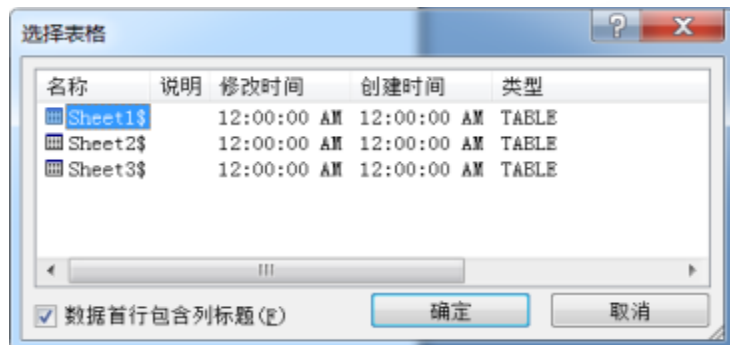 选择表格
名称 说明 修改时间 创建时间 类型
Sheet1$ 12:00:00 AM 12:00:00 AM TABLE
Sheet2$ 12:00:00 AM 12:00:00 AM TABLE
Sheet3$ 12:00:00 AM 12:00:00 AM TABLE
数据首行包含列标题(F) 确定 取消